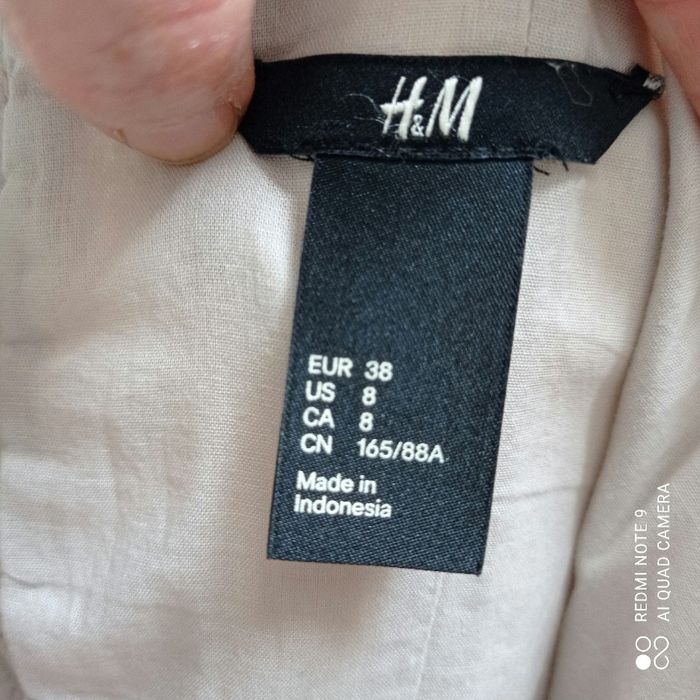 H&M
EUR 38
US 8
CA 8
CN 165/88A
Made in
Indonesia
REDMI NOTE 9
AI QUAD CAMERA